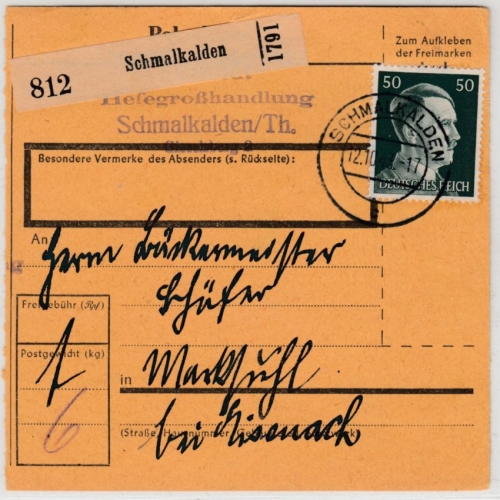 812
Schmalkalden
1791
Zum Aufkleben
der Freimarken
Hefegroßhandlung
Schmalkalden/Th.
50 50
DEUTSCHES REICH
SCHMALKALDEN
Besondere Vermerke des Absenders (s. Rückseite):
An
Herrn Bäckermeister
Schäfer
Freigebühr (Rpf)
Postgewicht (kg)
in
Marksuhl
bei Eisenach
6
(Straße, Hausnummer,